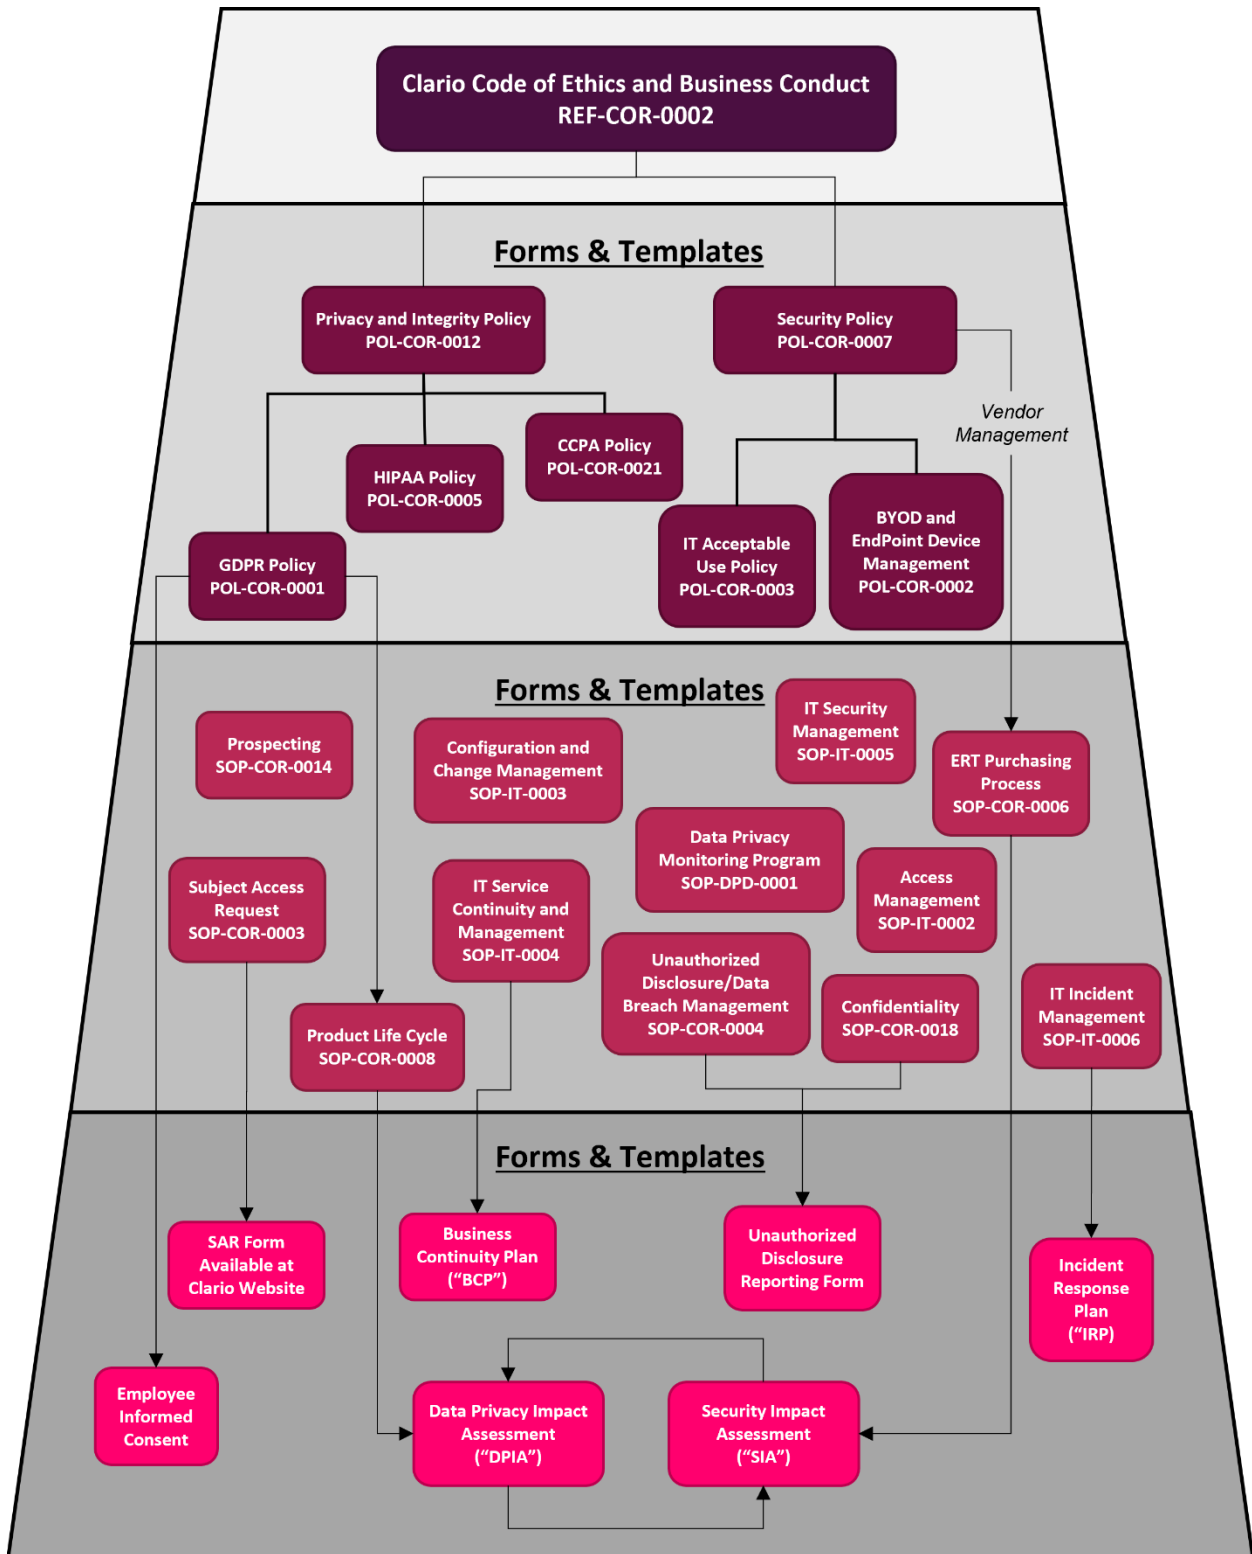 Clario Code of Ethics and Business Conduct
REF-COR-0002
Forms & Templates
Privacy and Integrity Policy
POL-COR-0012
Security Policy
POL-COR-0007
Vendor
Management
CCPA Policy
POL-COR-0021
HIPAA Policy
POL-COR-0005
GDPR Policy
POL-COR-0001
IT Acceptable
Use Policy
POL-COR-0003
BYOD and
EndPoint Device
Management
POL-COR-0002
Forms & Templates
Prospecting
SOP-COR-0014
Configuration and
Change Management
SOP-IT-0003
IT Security
Management
SOP-IT-0005
ERT Purchasing
Process
SOP-COR-0006
Data Privacy
Monitoring Program
SOP-DPD-0001
Access
Management
SOP-IT-0002
Subject Access
Request
SOP-COR-0003
IT Service
Continuity and
Management
SOP-IT-0004
Unauthorized
Disclosure/Data
Breach Management
SOP-COR-0004
Confidentiality
SOP-COR-0018
IT Incident
Management
SOP-IT-0006
Product Life Cycle
SOP-COR-0008
Forms & Templates
SAR Form
Available at
Clario Website
Business
Continuity Plan
(“BCP”)
Unauthorized
Disclosure
Reporting Form
Incident
Response
Plan
(“IRP)
Employee
Informed
Consent
Data Privacy Impact
Assessment
(“DPIA”)
Security Impact
Assessment
(“SIA”)